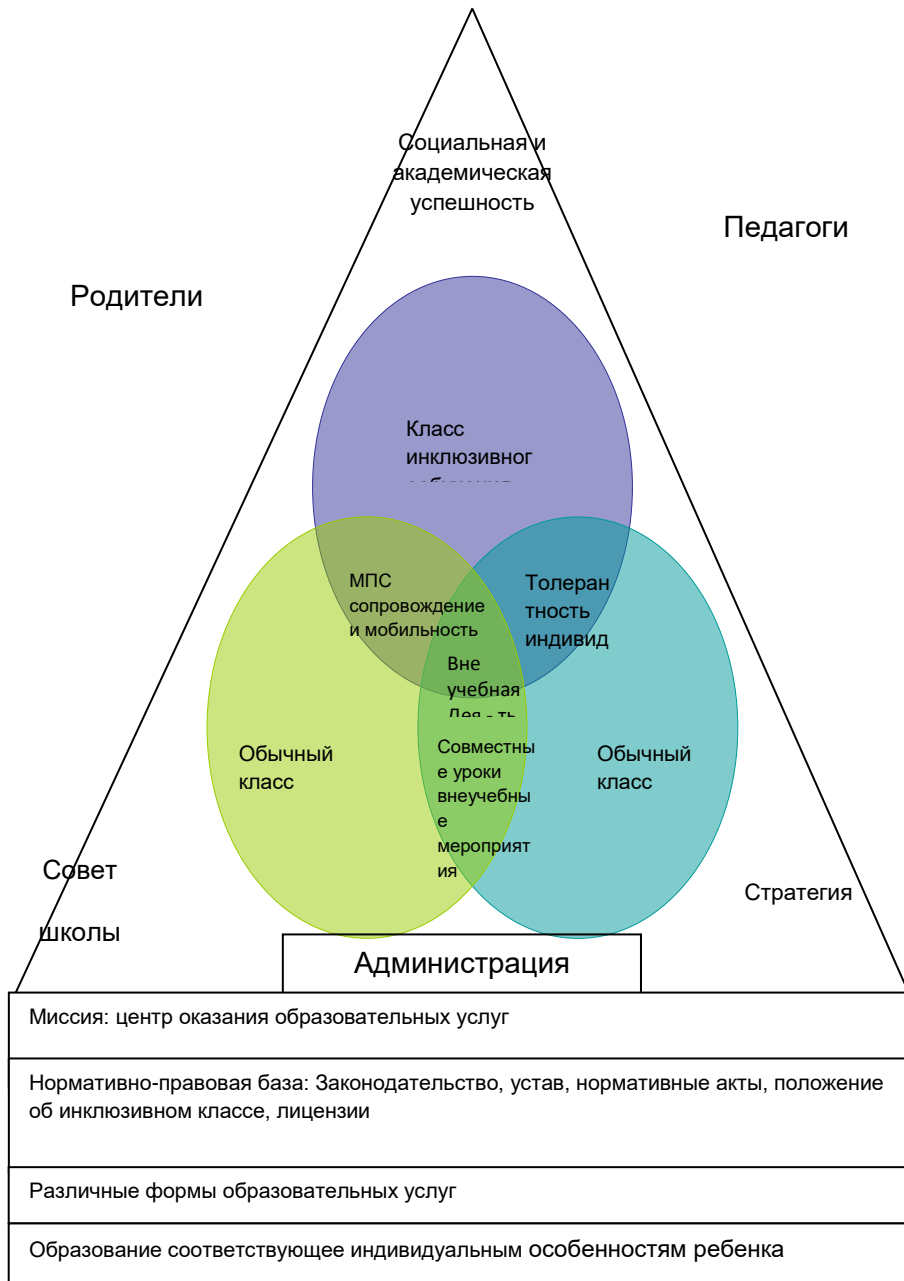 Социальная и
академическая
успешность
Педагоги
Родители
Класс
инклюзивног
МПС
сопровождение
и мобильность
Толеран
тность
индивид
Вне
учебная
Дея - ть
Обычный
класс
Совместны
е уроки
внеучебны
е
мероприят
ия
Обычный
класс
Совет
школы
Стратегия
Администрация
Миссия: центр оказания образовательных услуг
Нормативно-правовая база: Законодательство, устав, нормативные акты, положение
об инклюзивном классе, лицензии
Различные формы образовательных услуг
Образование соответствующее индивидуальным особенностям ребенка